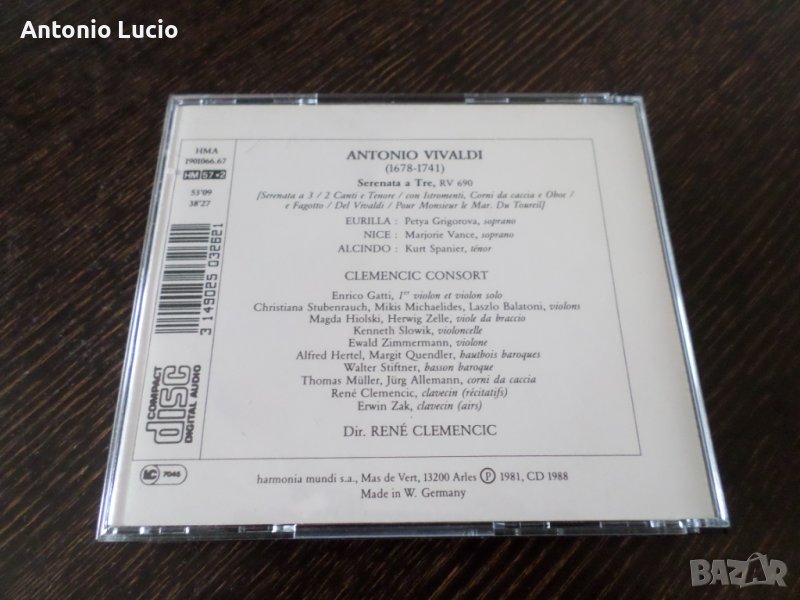 Antonio Lucio
HMA
1901066.67
HM 57×2
53'09
38'27
3 149025 032621
COMPACT
disc
DIGITAL AUDIO
LC 7045
ANTONIO VIVALDI
(1678-1741)
Serenata a Tre, RV 690
[Serenata a 3 / 2 Canti e Tenore / con Istromenti, Corni da caccia e Oboe /
e Fagotto / Del Vivaldi / Pour Monsieur le Mar. Du Toureil]
EURILLA : Petya Grigorova, soprano
NICE : Marjorie Vance, soprano
ALCINDO : Kurt Spanier, ténor
CLEMENCIC CONSORT
Enrico Gatti, 1er violon et violon solo
Christiana Stubenrauch, Mikis Michaelides, Laszlo Balatoni, violons
Magda Hiolski, Herwig Zelle, viole da braccio
Kenneth Slowik, violoncelle
Ewald Zimmermann, violone
Alfred Hertel, Margit Quendler, hautbois baroques
Walter Stiftner, basson baroque
Thomas Müller, Jürg Allemann, corni da caccia
René Clemencic, clavecin (récitatifs)
Erwin Zak, clavecin (airs)
Dir. RENÉ CLEMENCIC
harmonia mundi s.a., Mas de Vert, 13200 Arles Ⓟ 1981, CD 1988
Made in W. Germany
BAZAR